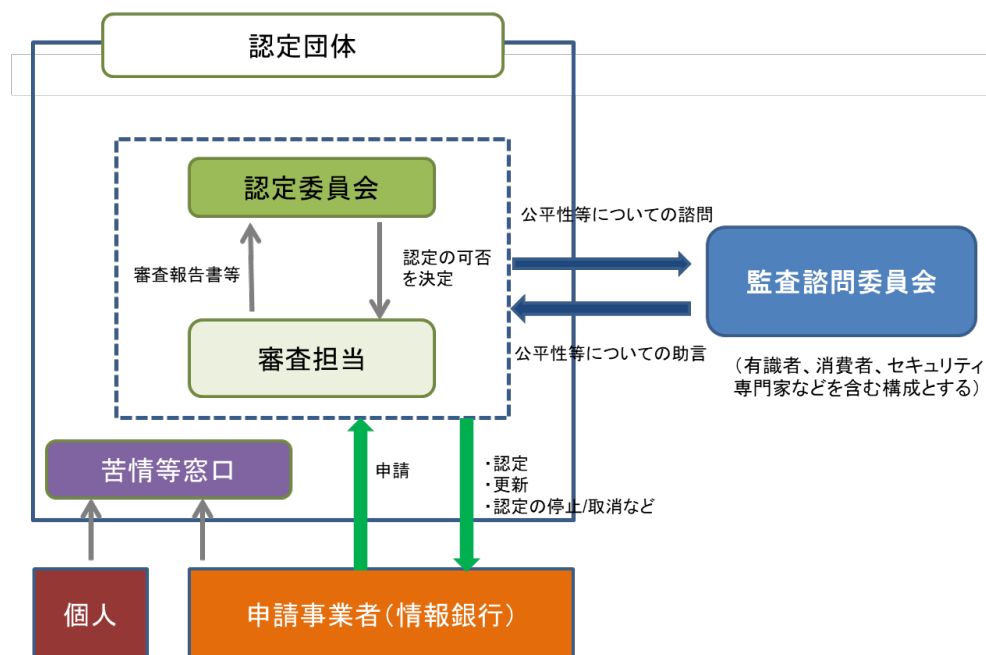 認定団体
認定委員会
審査報告書等
認定の可否
を決定
審査担当
公平性等についての諮問
監査諮問委員会
公平性等についての助言
（有識者、消費者、セキュリティ
専門家などを含む構成とする）
苦情等窓口
申請
・認定
・更新
・認定の停止/取消など
個人
申請事業者（情報銀行）